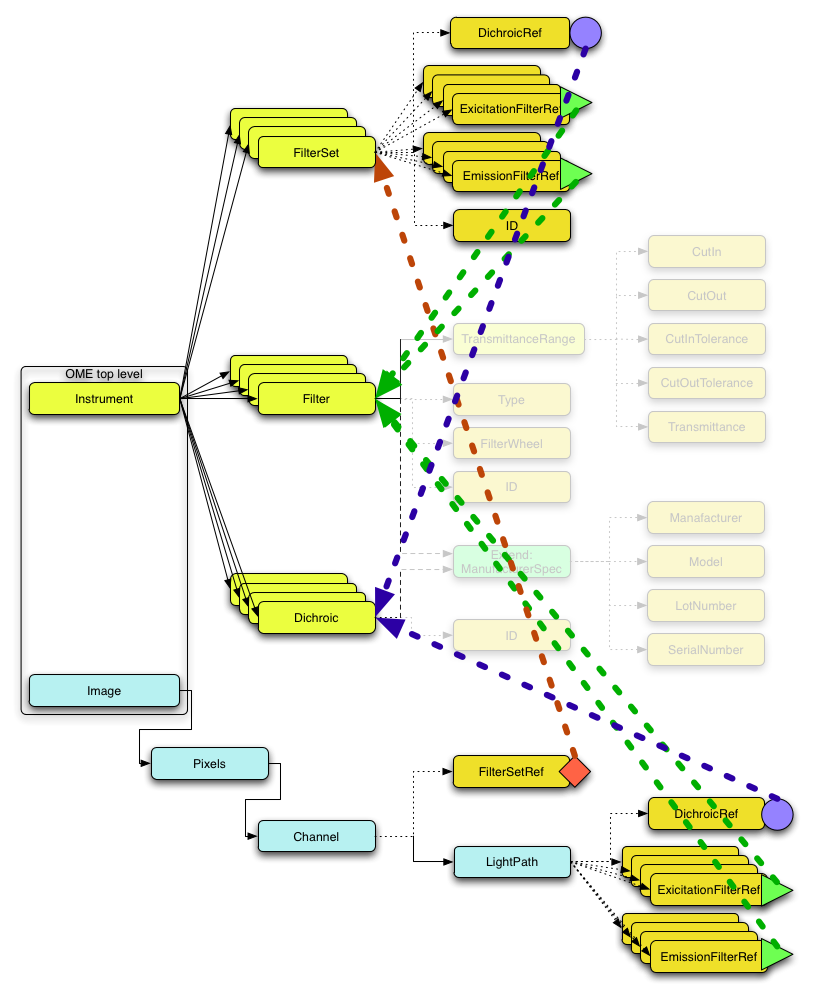 DichroicRef
ExicitationFilterRef
FilterSet
EmissionFilterRef
ID
CutIn
CutOut
TransmittanceRange
CutInTolerance
OME top level
CutOutTolerance
Instrument
Filter
Type
Transmittance
FilterWheel
ID
Manafacturer
Extend:
ManufacturerSpec
Model
LotNumber
Dichroic
ID
SerialNumber
Image
Pixels
FilterSetRef
DichroicRef
Channel
LightPath
ExicitationFilterRef
EmissionFilterRef